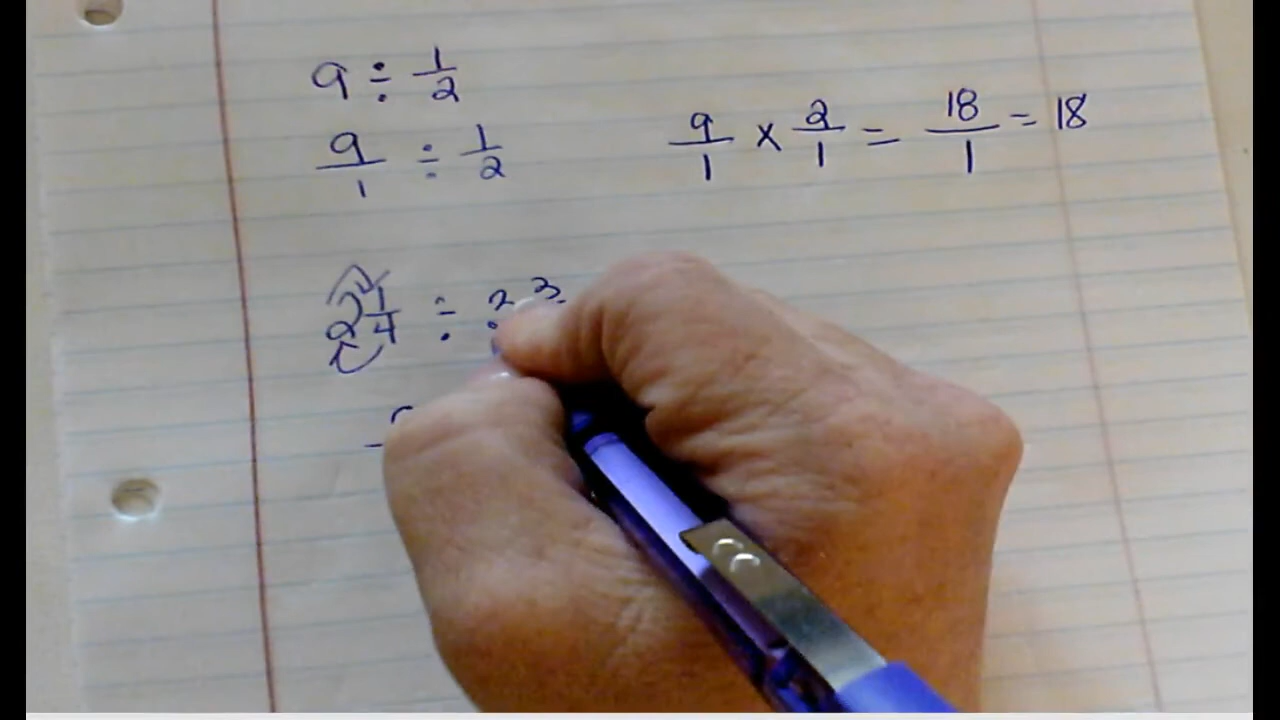 9 ÷ 1/2
9/1 ÷ 1/2
9/1 × 2/1 = 18/1 = 18
2 1/4 ÷ 2 3